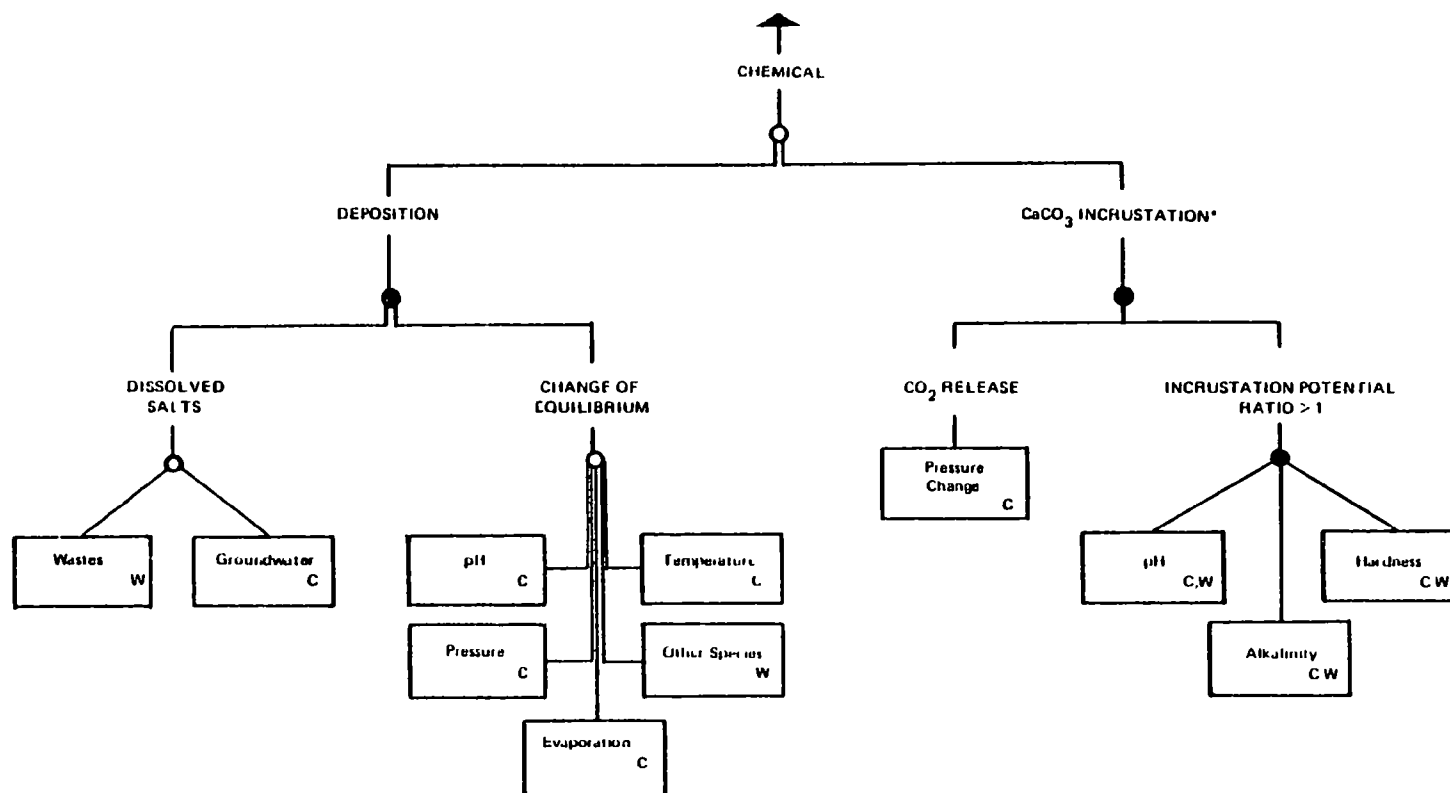 CHEMICAL
DEPOSITION
CaCO3 INCRUSTATION*
DISSOLVED
SALTS
CHANGE OF
EQUILIBRIUM
CO2 RELEASE
INCRUSTATION POTENTIAL
RATIO > 1
Pressure
Change
C
Wastes
W
Groundwater
C
pH
C
Temperature
C
pH
C,W
Hardness
C W
Pressure
C
Other Species
W
Alkalinity
C W
Evaporation
C